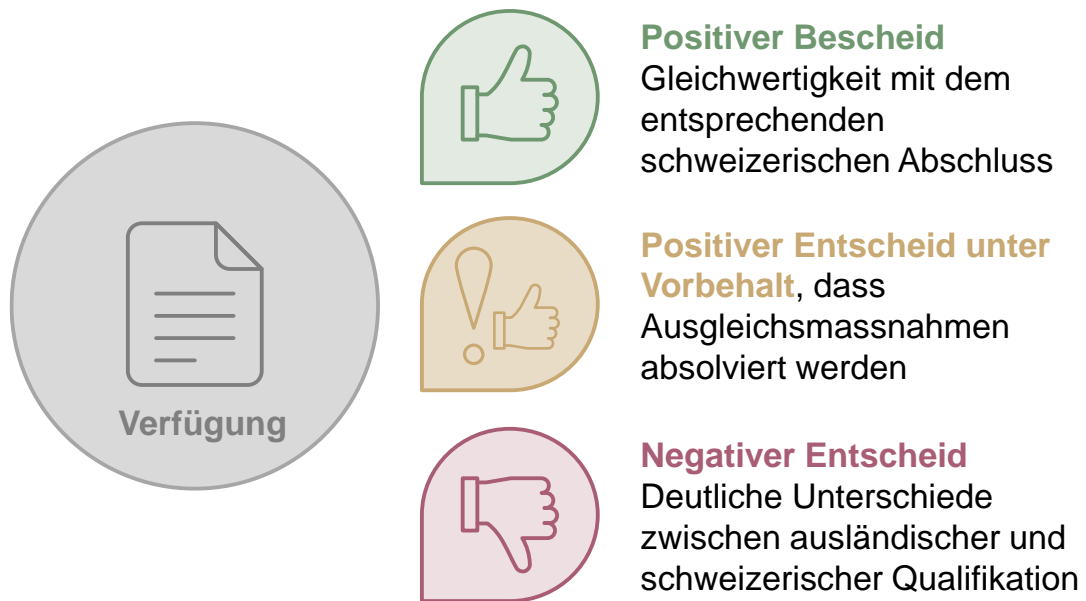 Verfügung
Positiver Bescheid
Gleichwertigkeit mit dem
entsprechenden
schweizerischen Abschluss
Positiver Entscheid unter
Vorbehalt, dass
Ausgleichsmassnahmen
absolviert werden
Negativer Entscheid
Deutliche Unterschiede
zwischen ausländischer und
schweizerischer Qualifikation